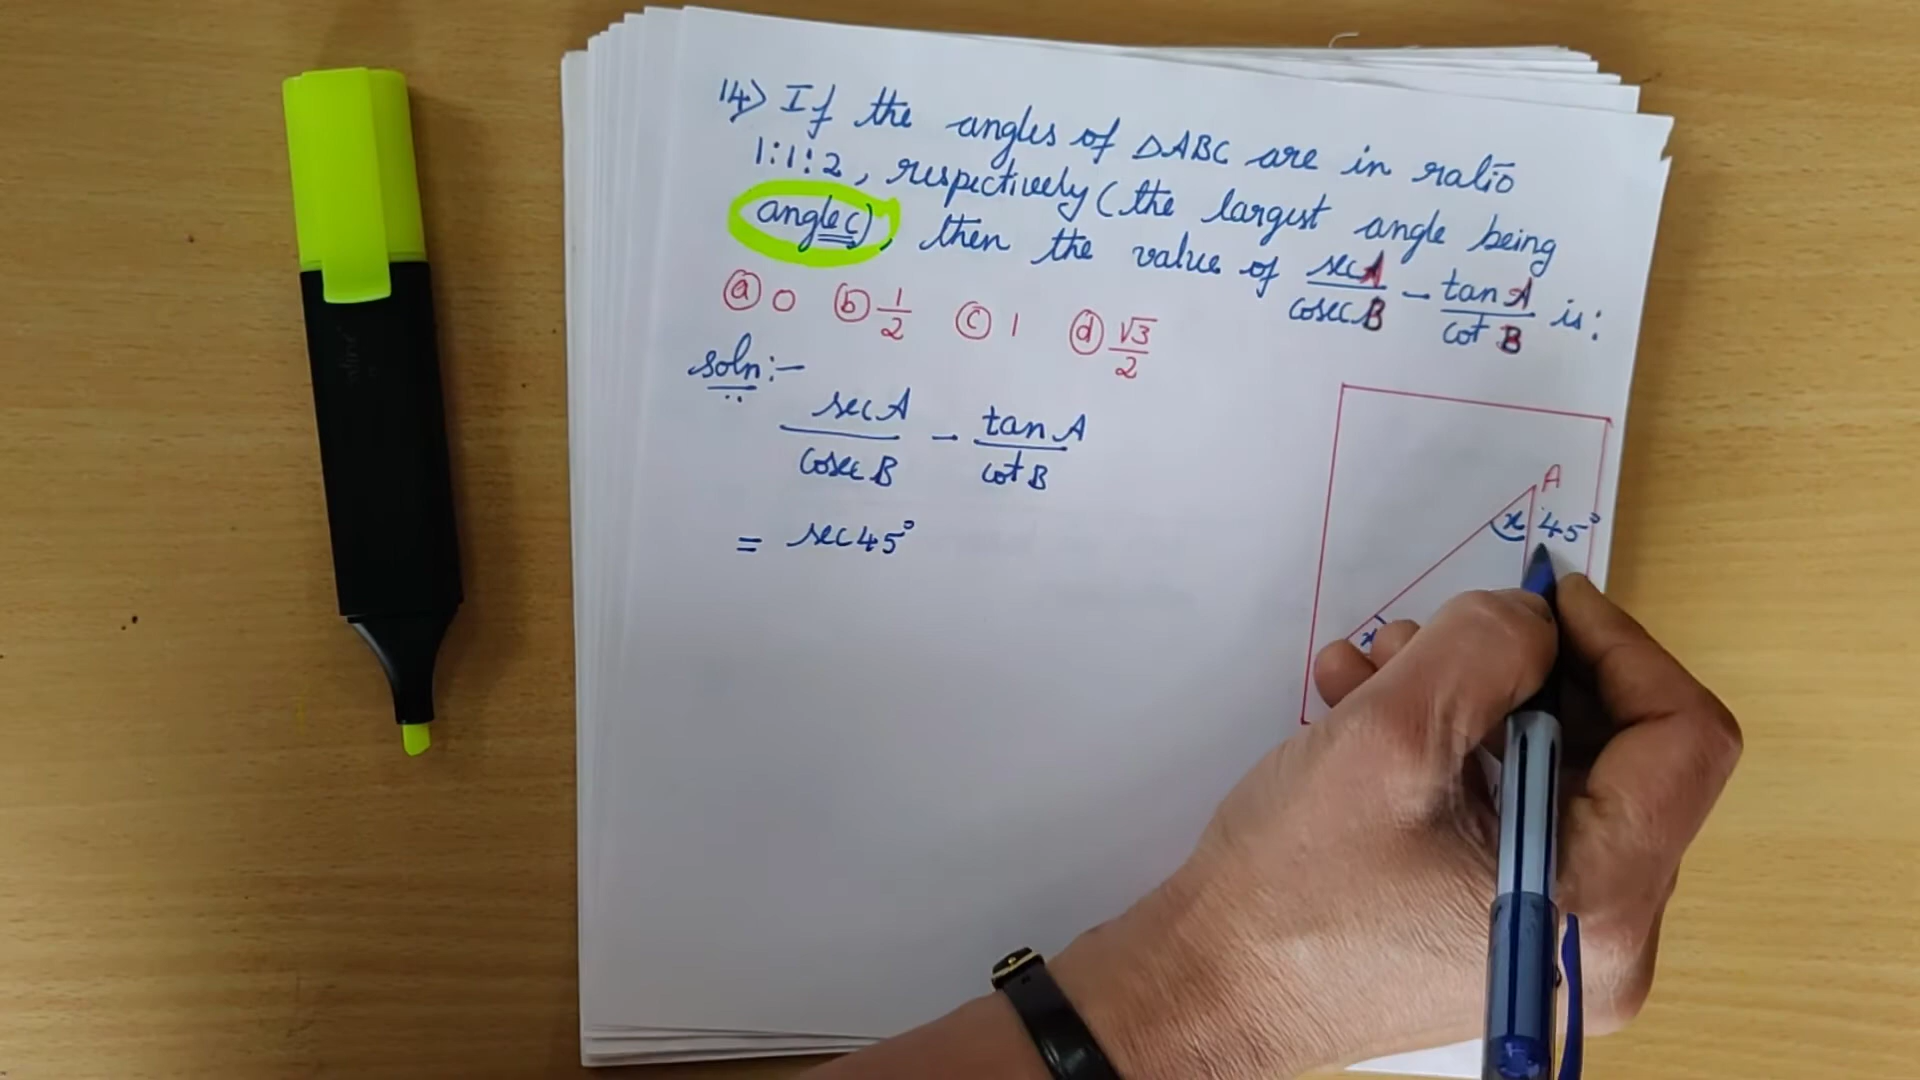 14) If the angles of ΔABC are in ratio
1:1:2, respectively (the largest angle being
angle c), then the value of secA/cosecB - tanA/cotB is:
(a) 0 (b) 1/2 (c) 1 (d) √3/2
soln:-
secA/cosecB - tanA/cotB
= sec45°
A
x 45°
x